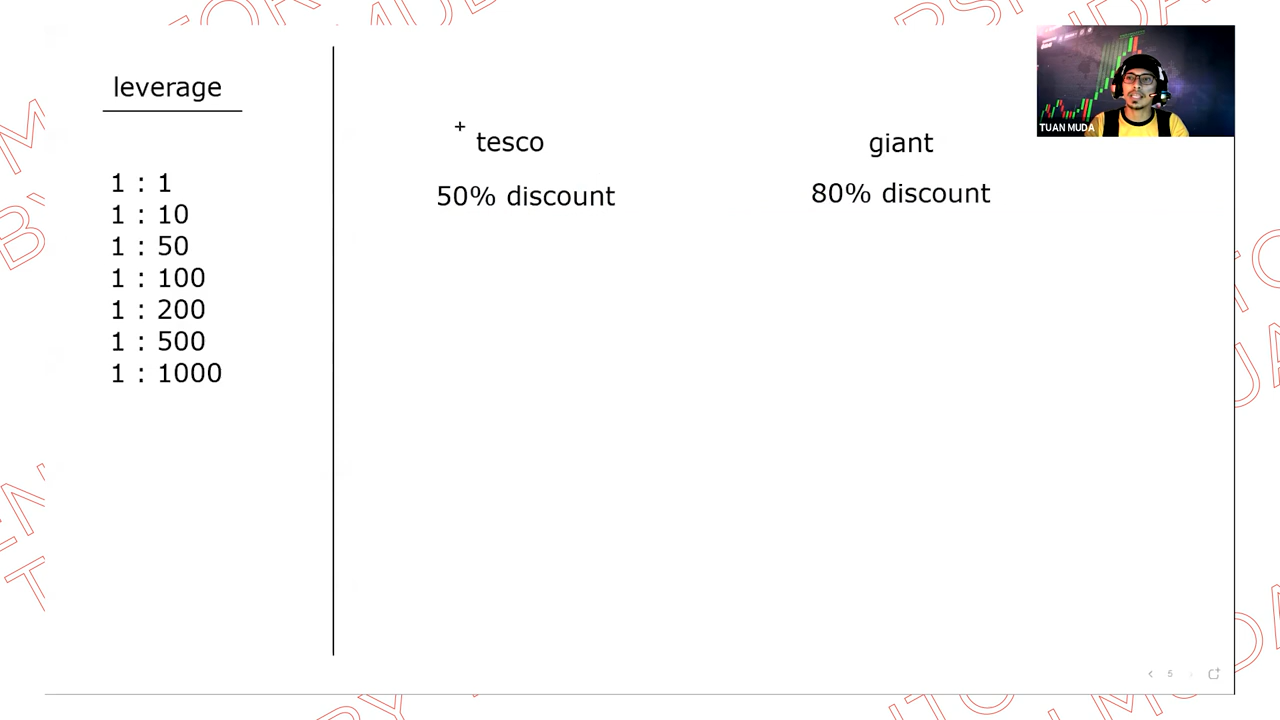 leverage
1 : 1
1 : 10
1 : 50
1 : 100
1 : 200
1 : 500
1 : 1000
tesco
50% discount
giant
80% discount
TUAN MUDA
5